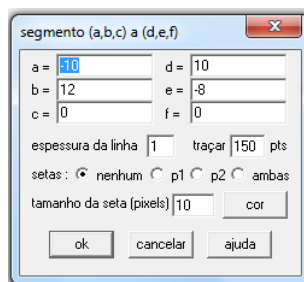 segmento (a,b,c) a (d,e,f)
a = -10 d = 10
b = 12 e = -8
c = 0 f = 0
espessura da linha 1 traçar 150 pts
setas : nenhum p1 p2 ambas
tamanho da seta (pixels) 10 cor
ok cancelar ajuda